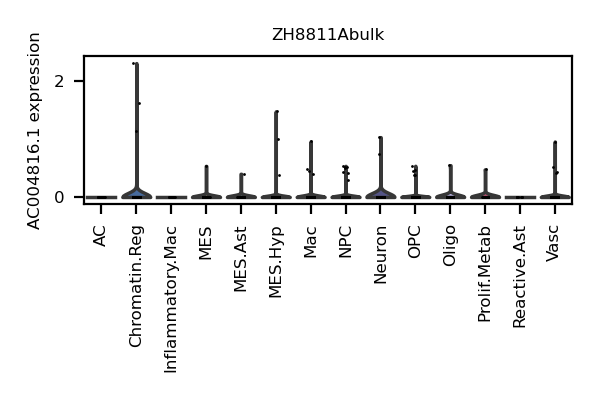 ZH8811Abulk
AC004816.1 expression
2
0
AC
Chromatin.Reg
Inflammatory.Mac
MES
MES.Ast
MES.Hyp
Mac
NPC
Neuron
OPC
Oligo
Prolif.Metab
Reactive.Ast
Vasc